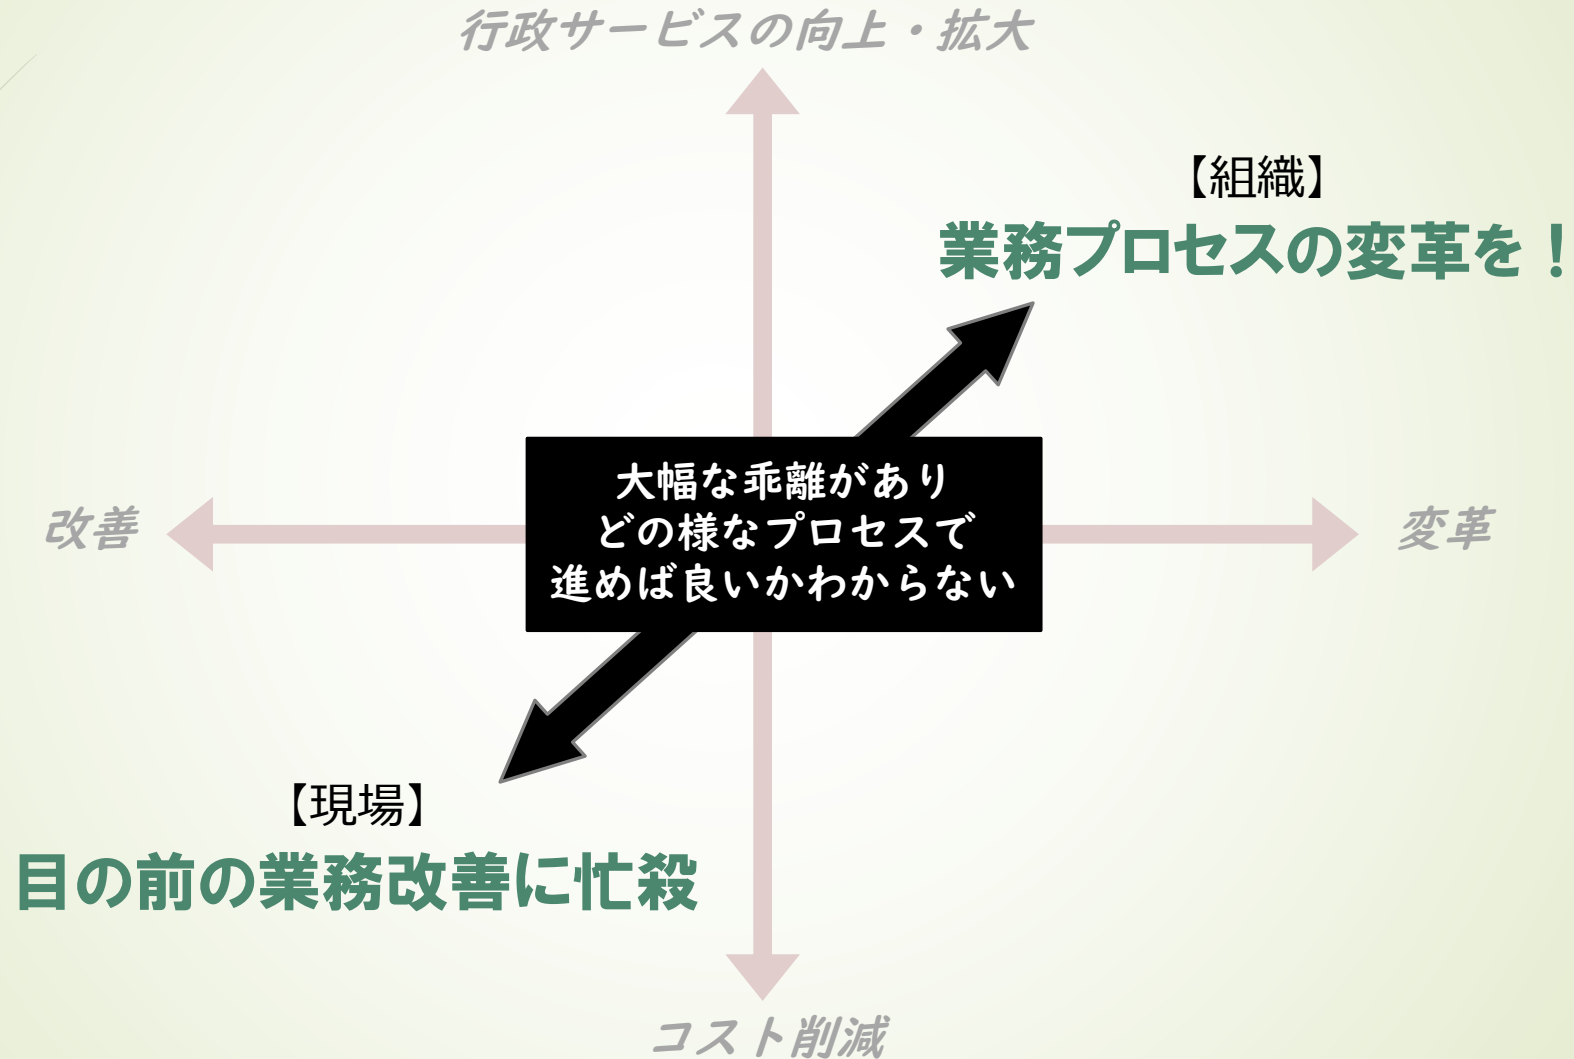 行政サービスの向上・拡大
【組織】
業務プロセスの変革を！
大幅な乖離があり
どの様なプロセスで
進めば良いかわからない
改善
変革
【現場】
目の前の業務改善に忙殺
コスト削減